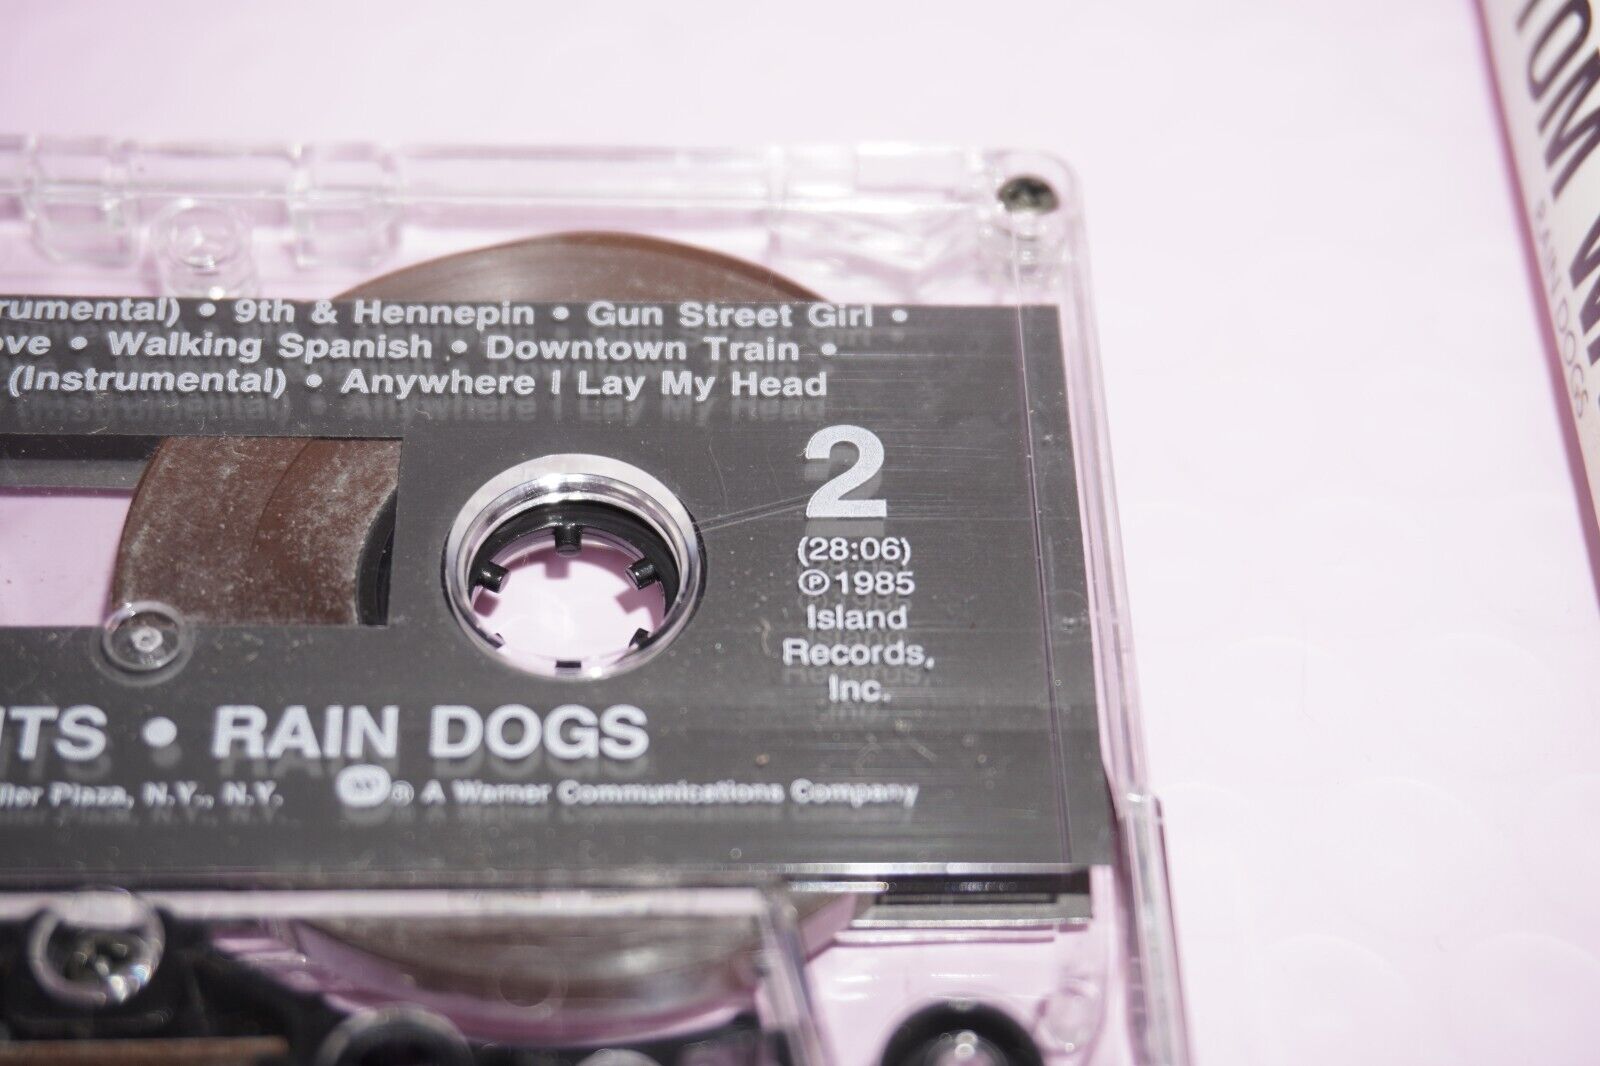 rumental) • 9th & Hennepin • Gun Street Girl •
ove • Walking Spanish • Downtown Train •
(Instrumental) • Anywhere I Lay My Head
2
(28:06)
℗ 1985
Island
Records,
Inc.
ITS • RAIN DOGS
ller Plaza, N.Y., N.Y. ® A Warner Communications Company
TOM W
RAIN DOGS